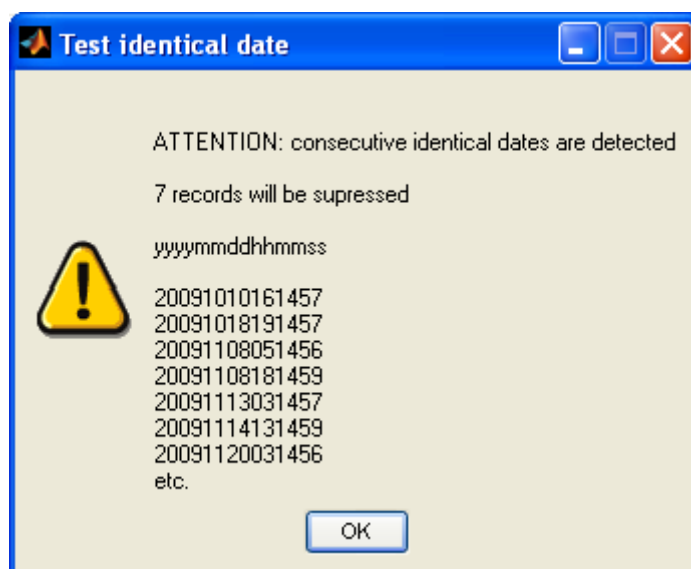 Test identical date
ATTENTION: consecutive identical dates are detected
7 records will be supressed
yyyymmddhhmmss
20091010161457
20091018191457
20091108051456
20091108181459
20091113031457
20091114131459
20091120031456
etc.
OK